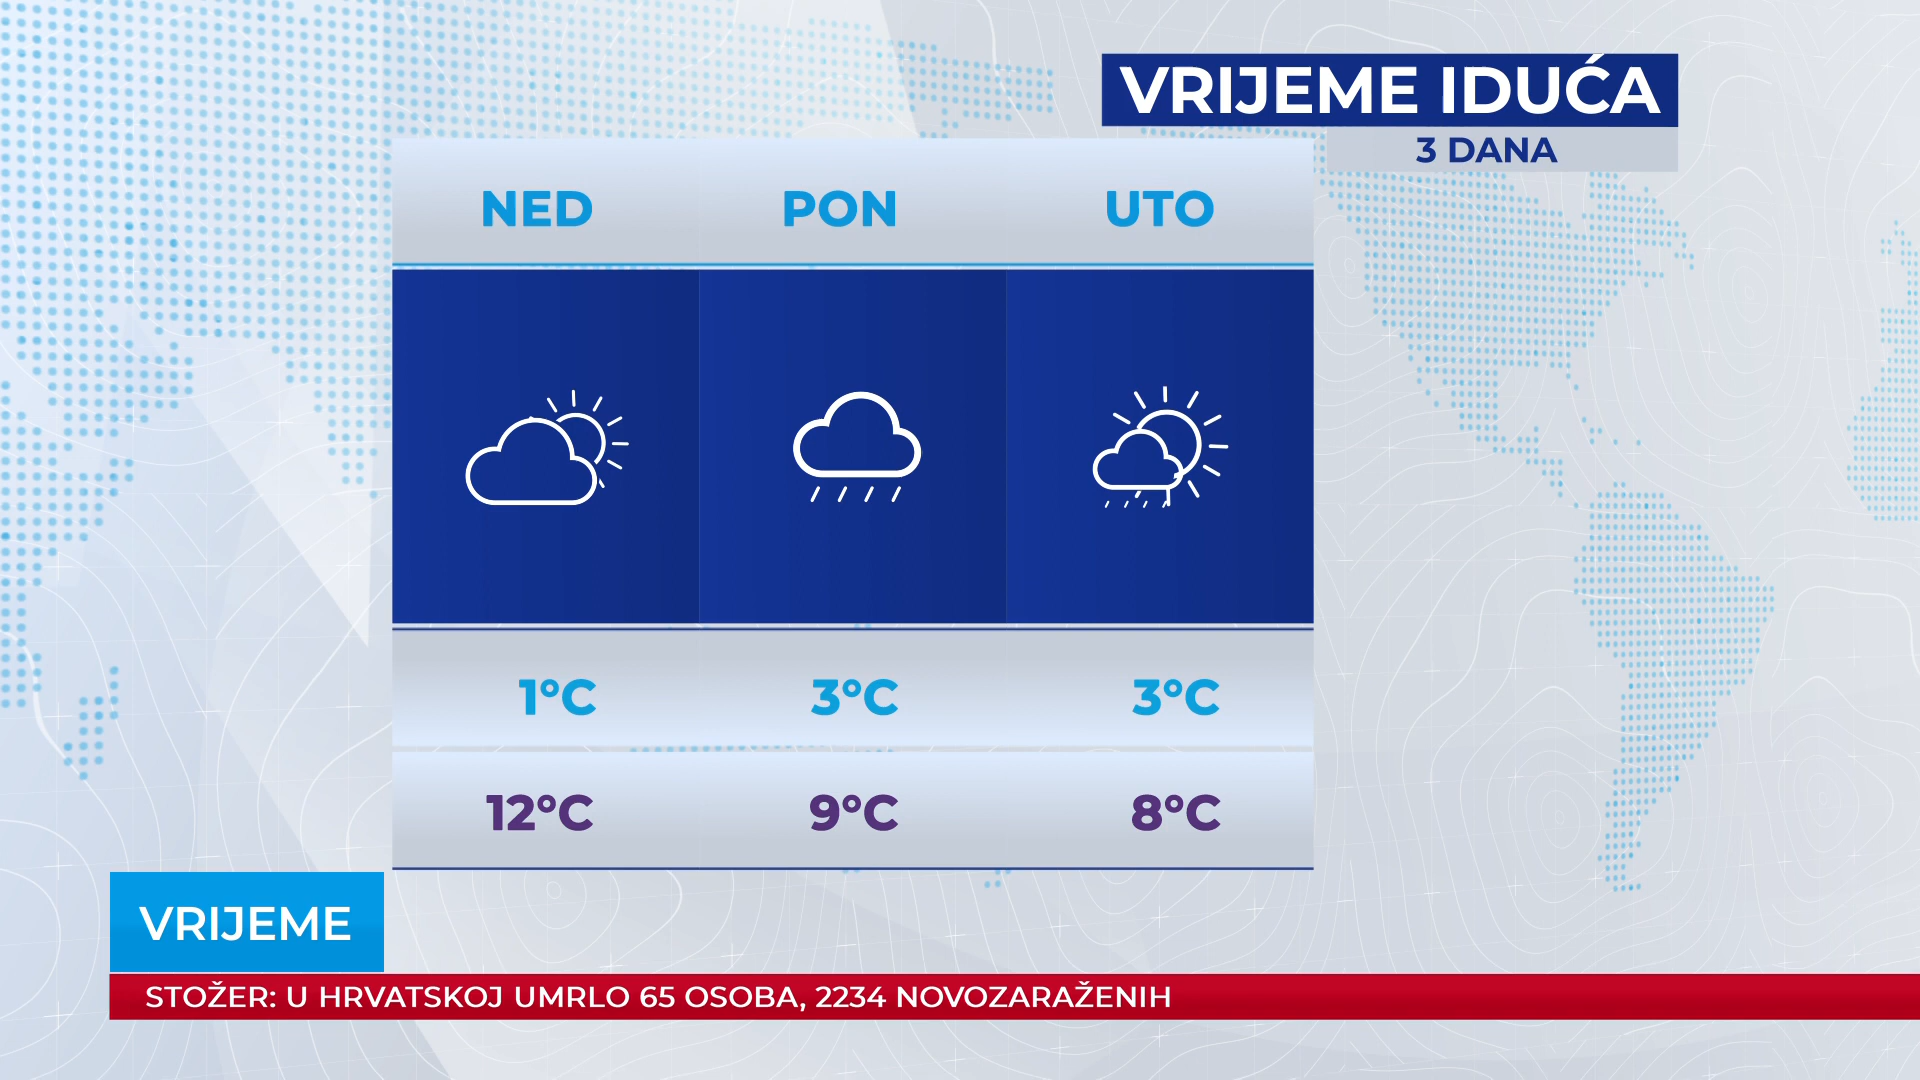 VRIJEME IDUĆA
3 DANA
NED PON UTO
1°C 3°C 3°C
12°C 9°C 8°C
VRIJEME
STOŽER: U HRVATSKOJ UMRLO 65 OSOBA, 2234 NOVOZARAŽENIH